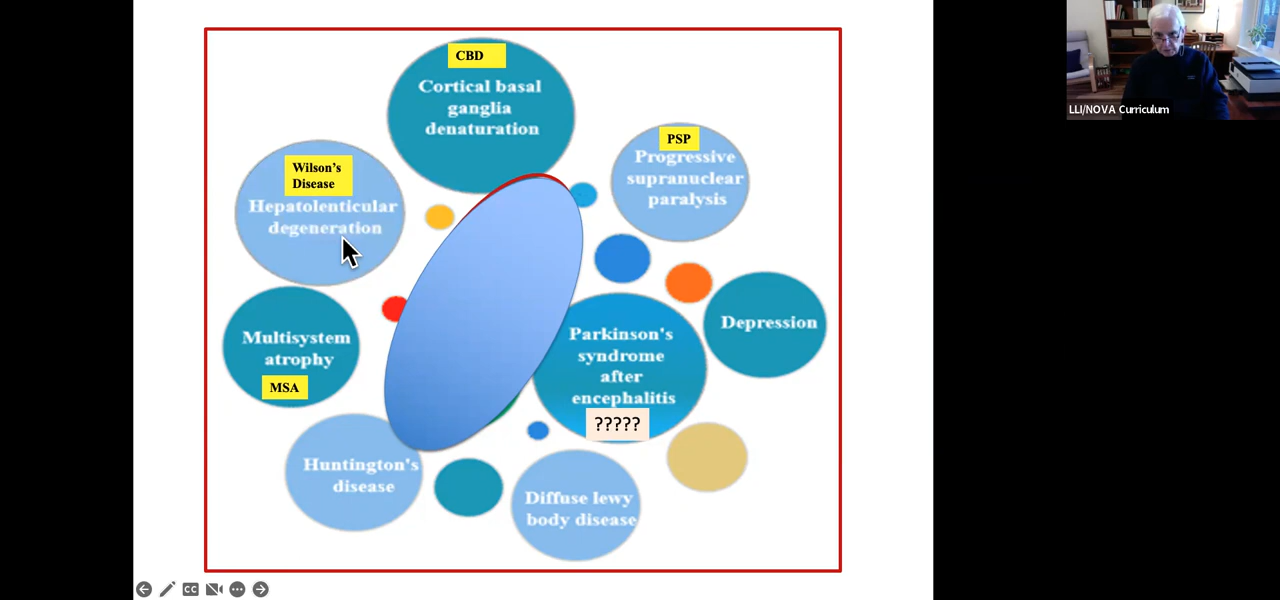 CBD
Cortical basal
ganglia
denaturation
PSP
Progressive
supranuclear
paralysis
Wilson's
Disease
Hepatolenticular
degeneration
Multisystem
atrophy
MSA
Parkinson's
syndrome
after
encephalitis
?????
Depression
Huntington's
disease
Diffuse lewy
body disease
LLI/NOVA Curriculum
CC